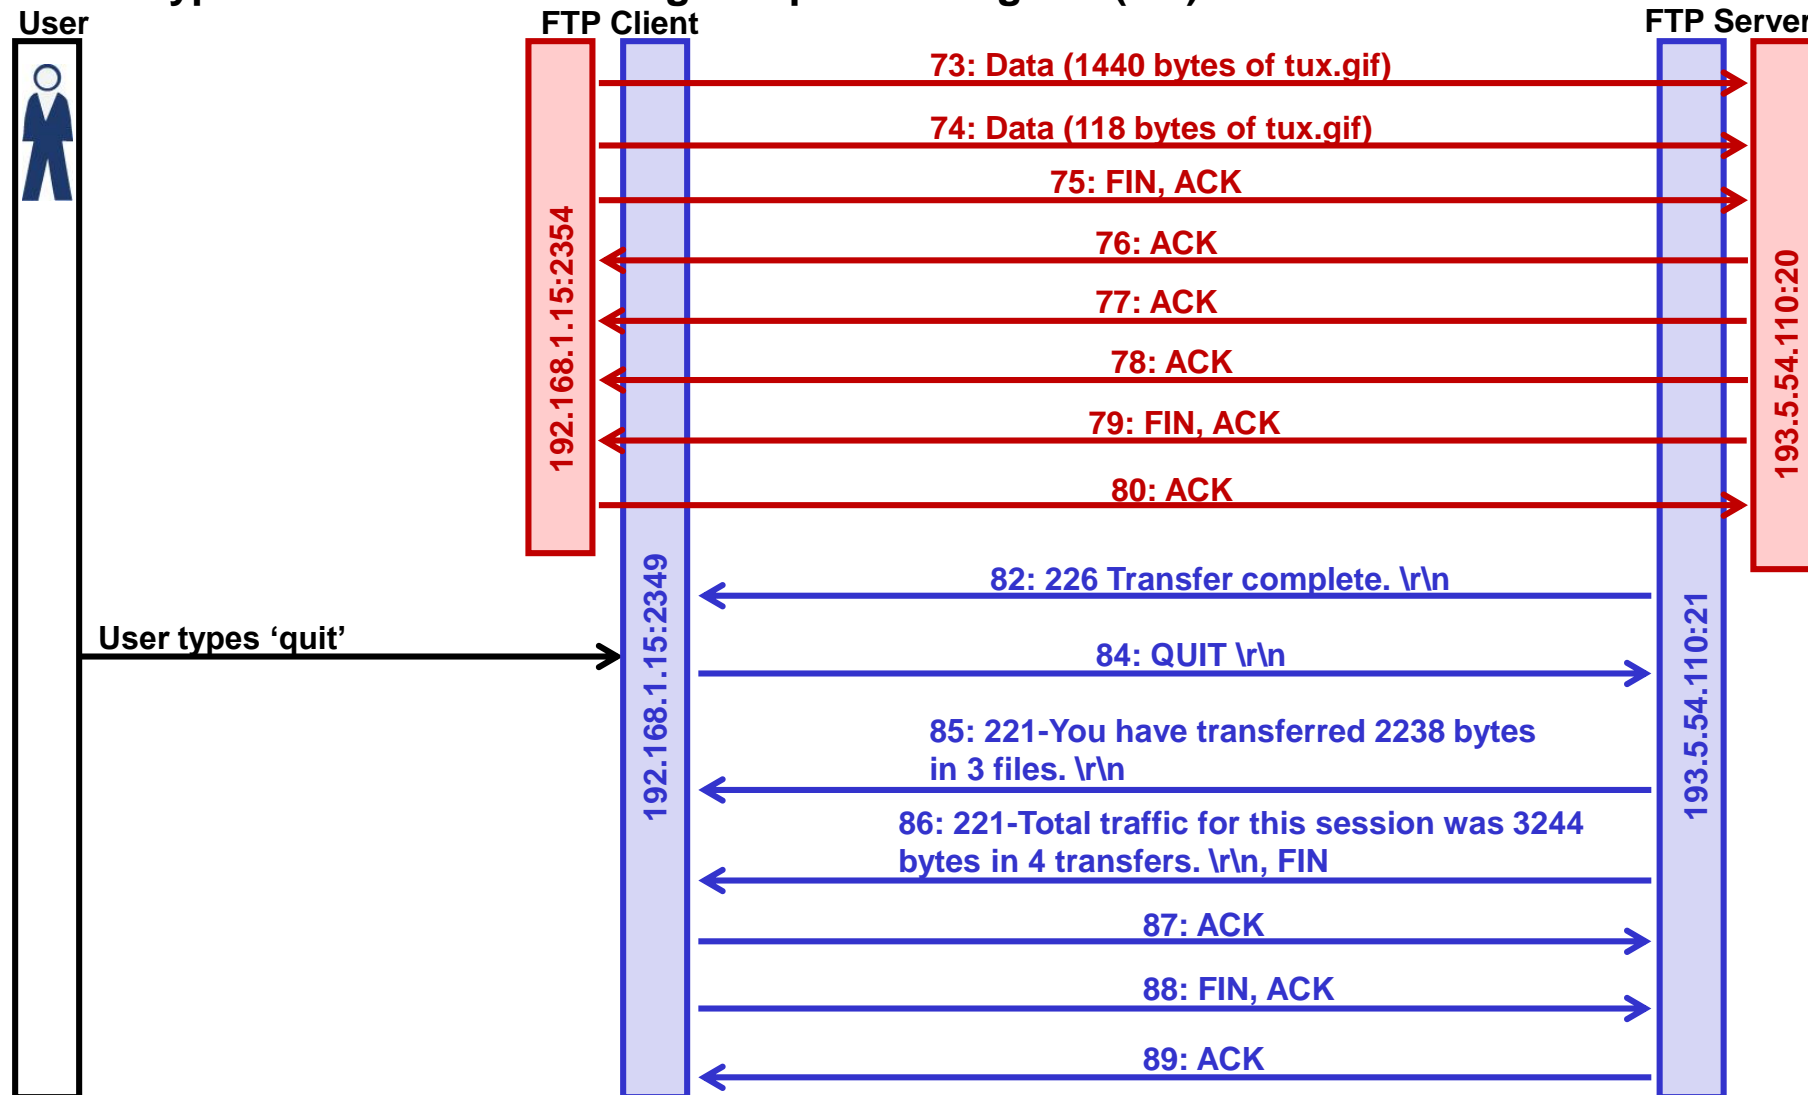 User
FTP Client
FTP Server
73: Data (1440 bytes of tux.gif)
74: Data (118 bytes of tux.gif)
75: FIN, ACK
76: ACK
77: ACK
78: ACK
79: FIN, ACK
80: ACK
192.168.1.15:2354
193.5.54.110:20
82: 226 Transfer complete. \r\n
User types ‘quit’
84: QUIT \r\n
85: 221-You have transferred 2238 bytes
in 3 files. \r\n
86: 221-Total traffic for this session was 3244
bytes in 4 transfers. \r\n, FIN
87: ACK
88: FIN, ACK
89: ACK
192.168.1.15:2349
193.5.54.110:21